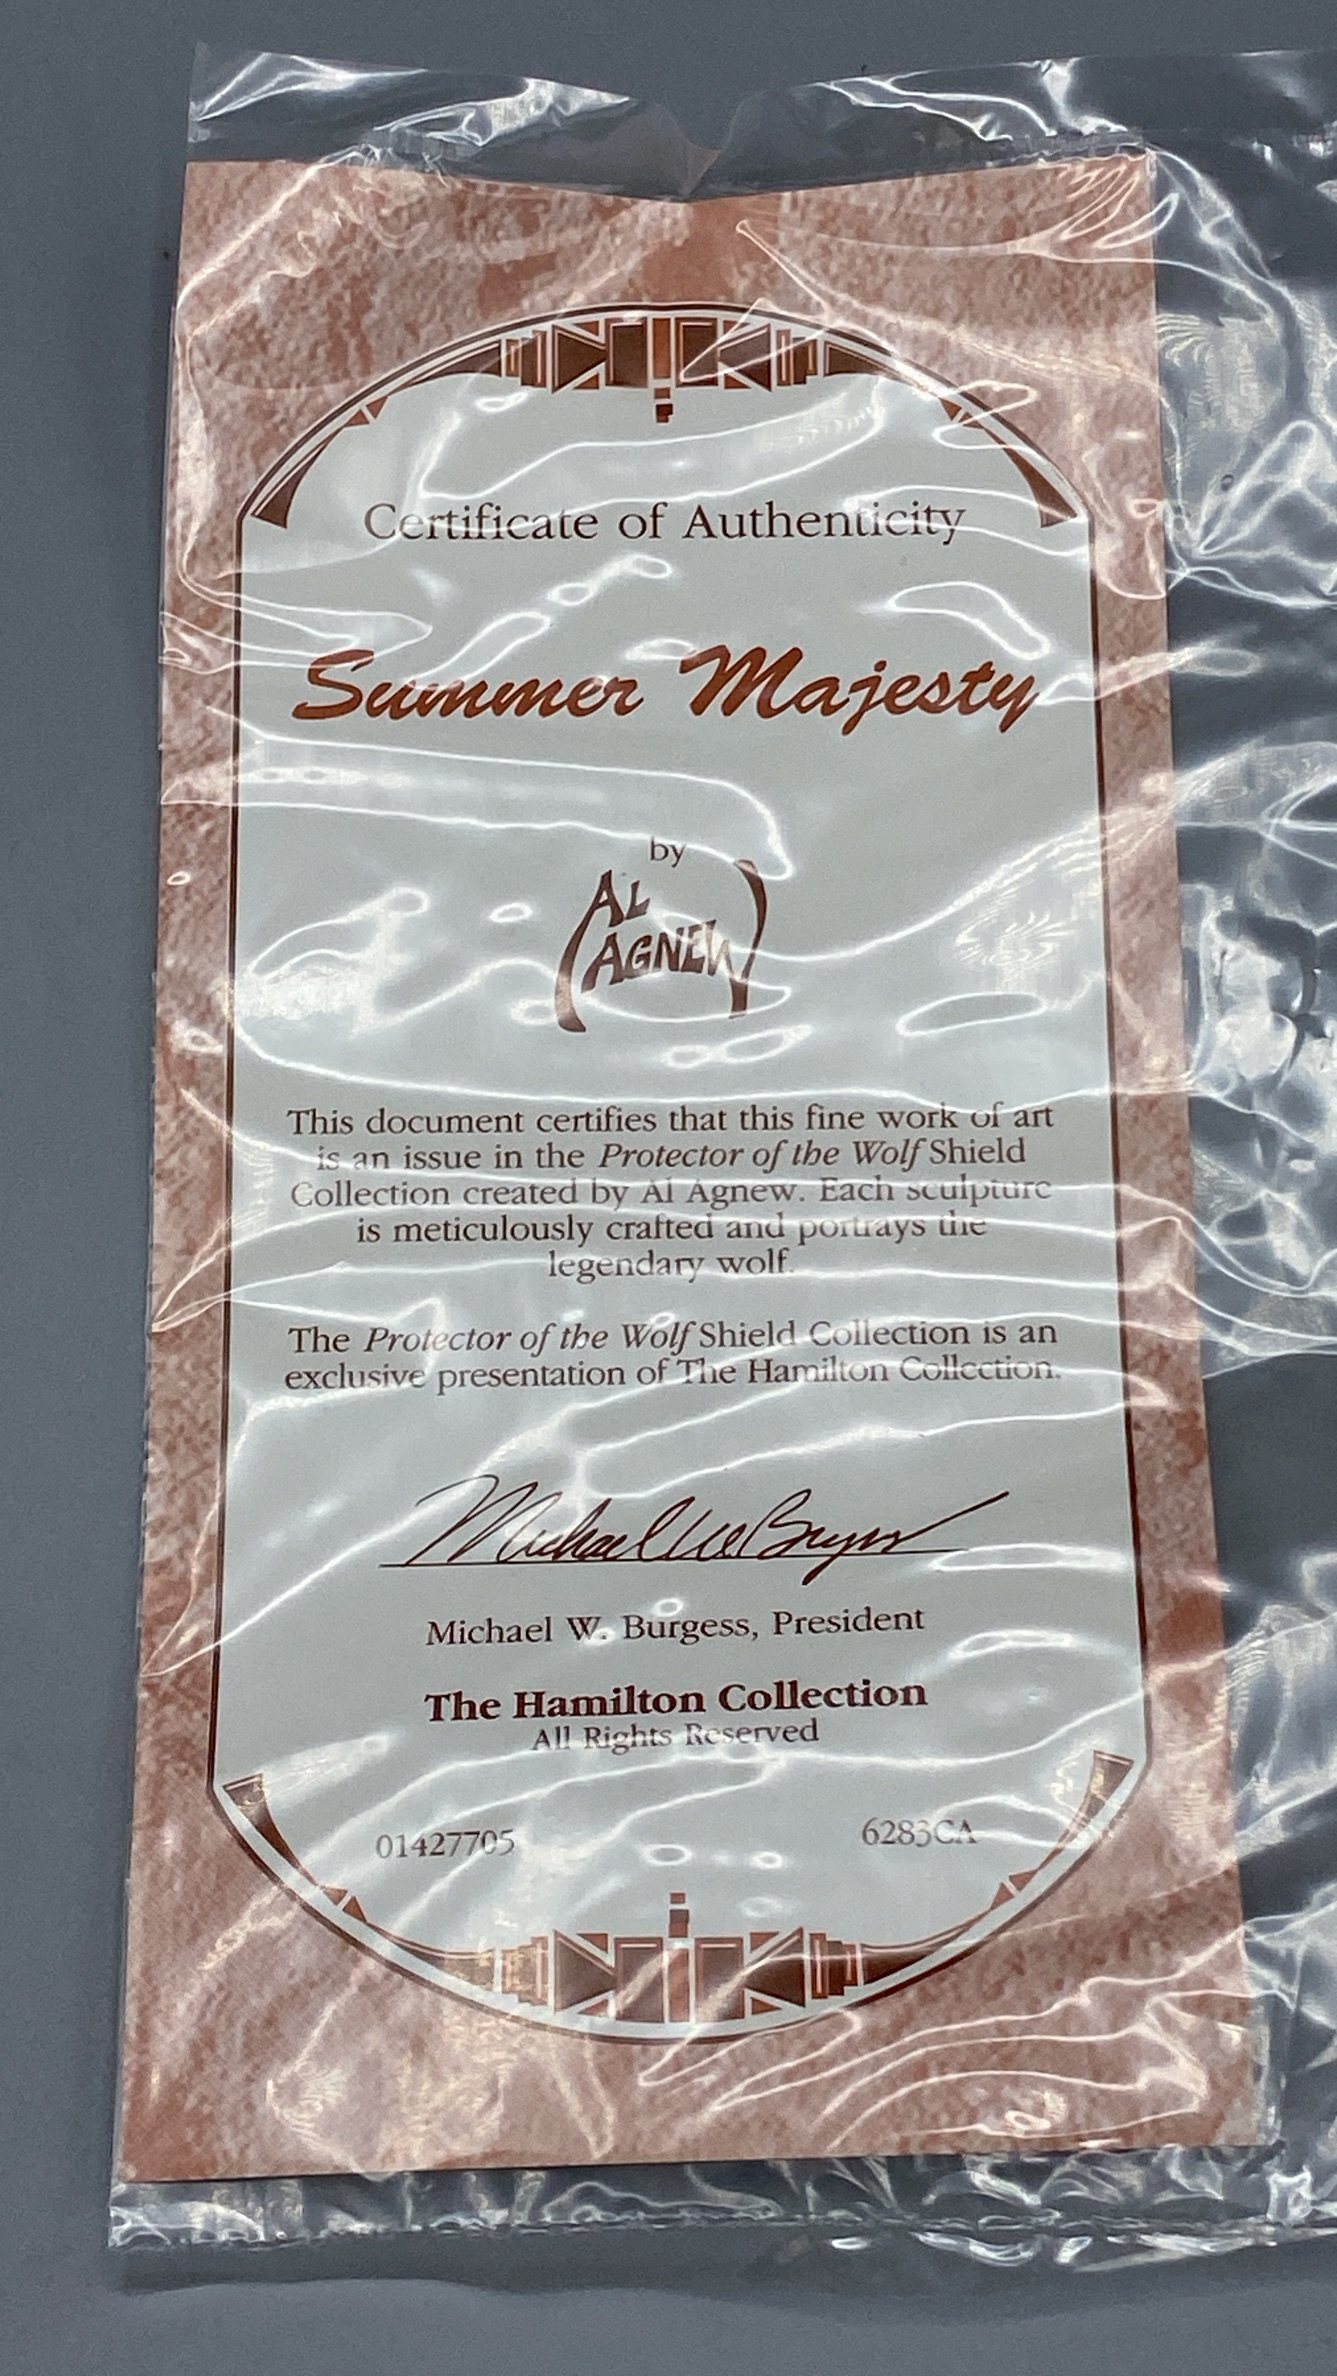 Certificate of Authenticity
Summer Majesty
by
AL
AGNEW
This document certifies that this fine work of art
is an issue in the Protector of the Wolf Shield
Collection created by Al Agnew. Each sculpture
is meticulously crafted and portrays the
legendary wolf.
The Protector of the Wolf Shield Collection is an
exclusive presentation of The Hamilton Collection.
Michael W Burgess
Michael W. Burgess, President
The Hamilton Collection
All Rights Reserved
01427705
6283CA